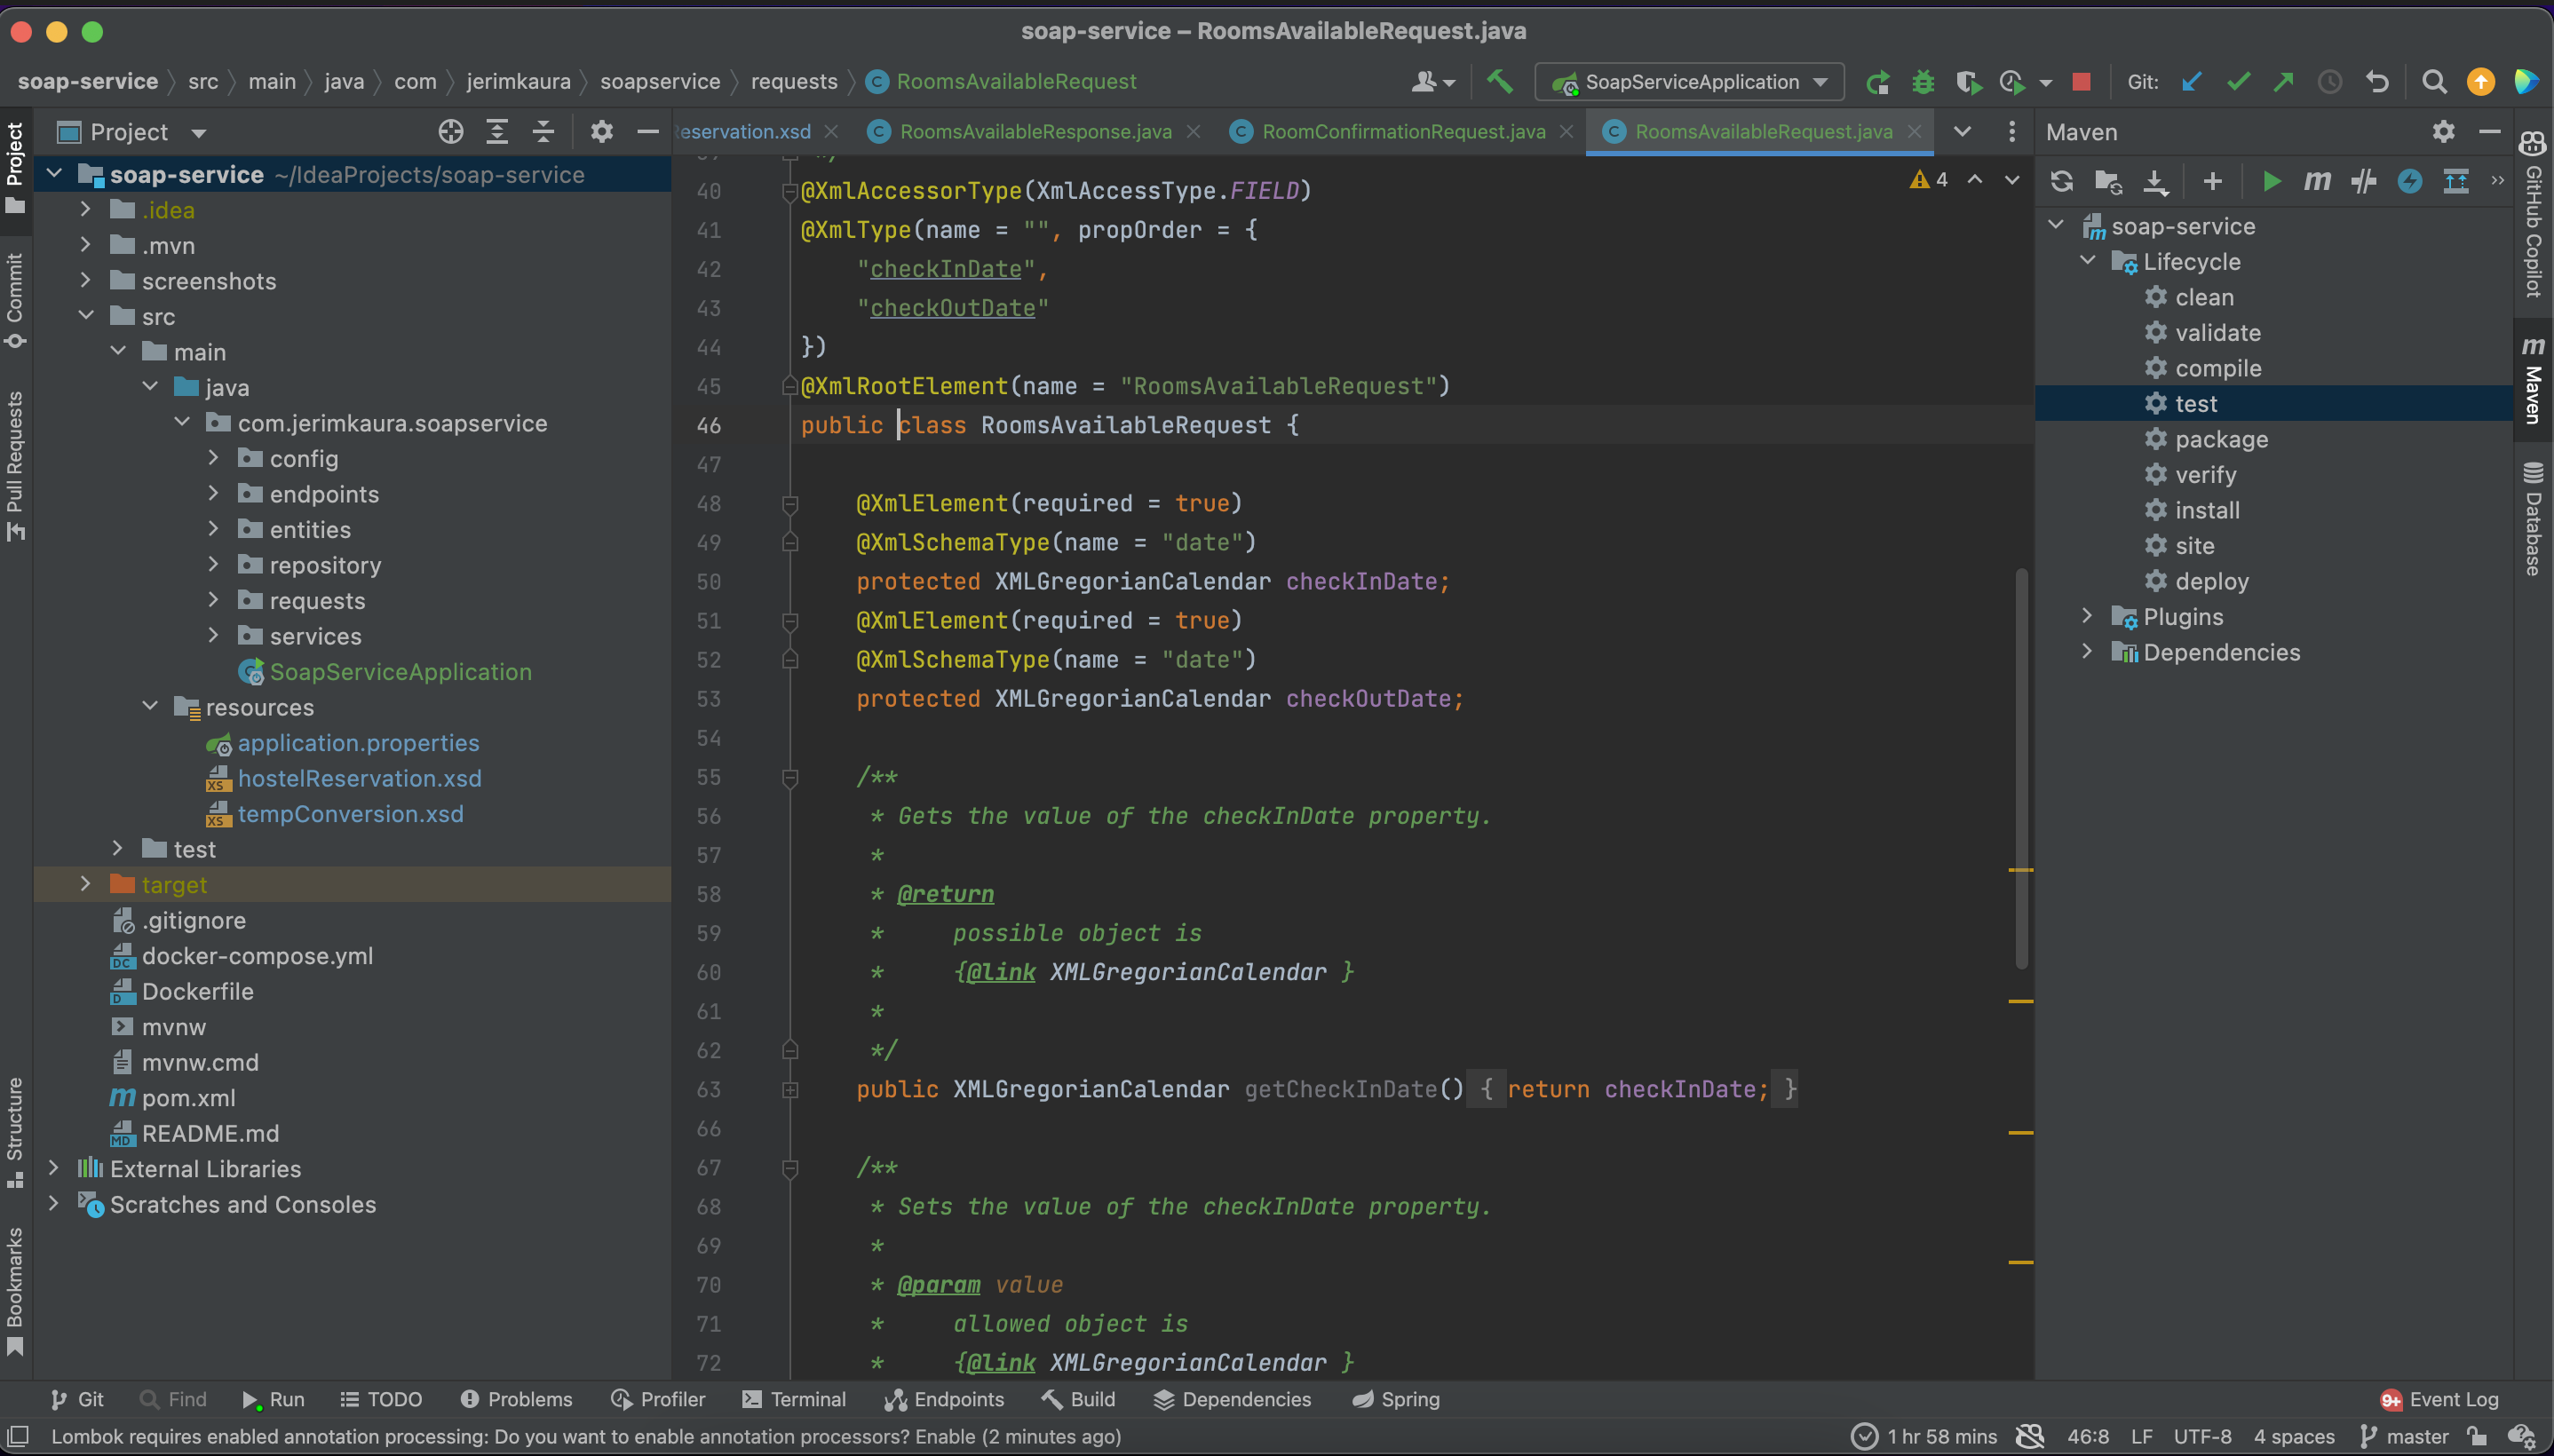 soap-service – RoomsAvailableRequest.java
soap-service
src
main
java
com
jerimkaura
soapservice
requests
RoomsAvailableRequest
SoapServiceApplication
Git:
Project
eservation.xsd
RoomsAvailableResponse.java
RoomConfirmationRequest.java
RoomsAvailableRequest.java
Maven
Project
Commit
Pull Requests
Structure
Bookmarks
soap-service ~/IdeaProjects/soap-service
.idea
.mvn
screenshots
src
main
java
com.jerimkaura.soapservice
config
endpoints
entities
repository
requests
services
SoapServiceApplication
resources
application.properties
hostelReservation.xsd
tempConversion.xsd
test
target
.gitignore
docker-compose.yml
Dockerfile
mvnw
mvnw.cmd
pom.xml
README.md
External Libraries
Scratches and Consoles
4
40 @XmlAccessorType(XmlAccessType.FIELD)
41 @XmlType(name = "", propOrder = {
42 "checkInDate",
43 "checkOutDate"
44 })
45 @XmlRootElement(name = "RoomsAvailableRequest")
46 public class RoomsAvailableRequest {
47
48 @XmlElement(required = true)
49 @XmlSchemaType(name = "date")
50 protected XMLGregorianCalendar checkInDate;
51 @XmlElement(required = true)
52 @XmlSchemaType(name = "date")
53 protected XMLGregorianCalendar checkOutDate;
54
55 /**
56 * Gets the value of the checkInDate property.
57 *
58 * @return
59 * possible object is
60 * {@link XMLGregorianCalendar }
61 *
62 */
63 public XMLGregorianCalendar getCheckInDate() { return checkInDate; }
66
67 /**
68 * Sets the value of the checkInDate property.
69 *
70 * @param value
71 * allowed object is
72 * {@link XMLGregorianCalendar }
soap-service
Lifecycle
clean
validate
compile
test
package
verify
install
site
deploy
Plugins
Dependencies
GitHub Copilot
Maven
Database
Git
Find
Run
TODO
Problems
Profiler
Terminal
Endpoints
Build
Dependencies
Spring
9+ Event Log
Lombok requires enabled annotation processing: Do you want to enable annotation processors? Enable (2 minutes ago)
1 hr 58 mins
46:8
LF
UTF-8
4 spaces
master